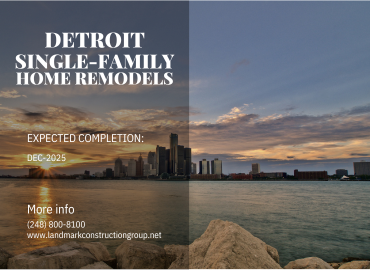 DETROIT
SINGLE-FAMILY
HOME REMODELS
EXPECTED COMPLETION:
DEC-2025
More info
(248) 800-8100
www.landmarkconstructiongroup.net